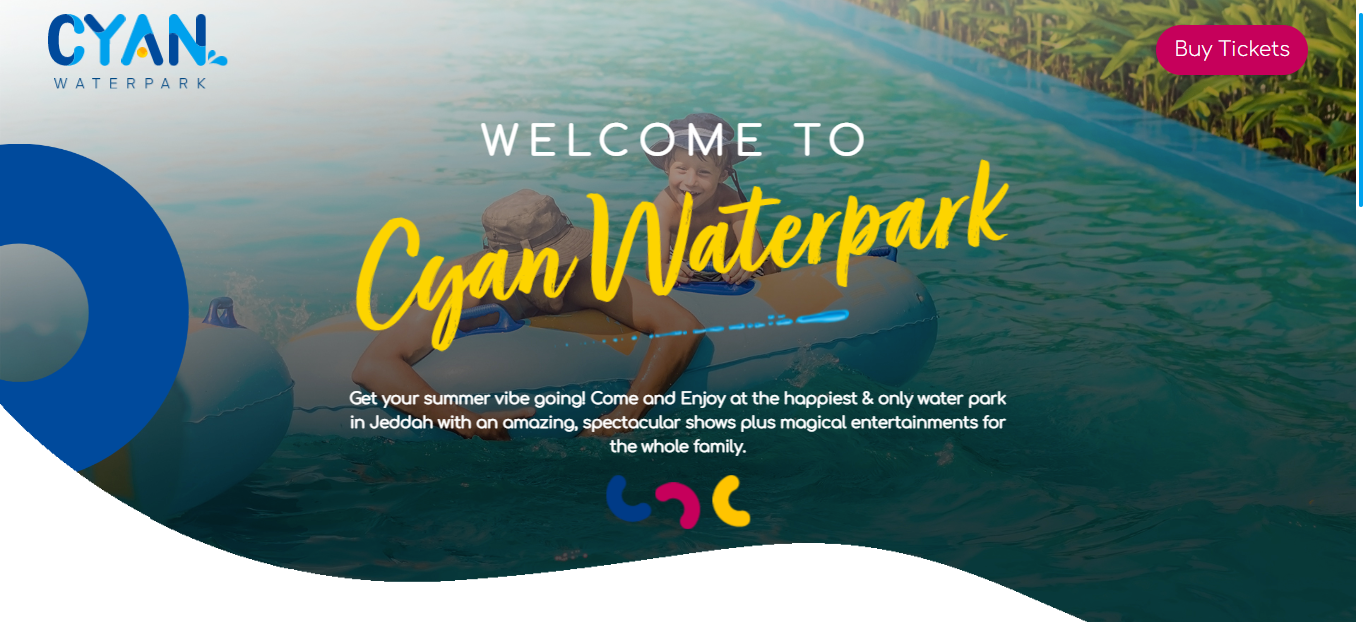 CYAN
WATERPARK
Buy Tickets
WELCOME TO
Cyan Waterpark
Get your summer vibe going! Come and Enjoy at the happiest & only water park
in Jeddah with an amazing, spectacular shows plus magical entertainments for
the whole family.